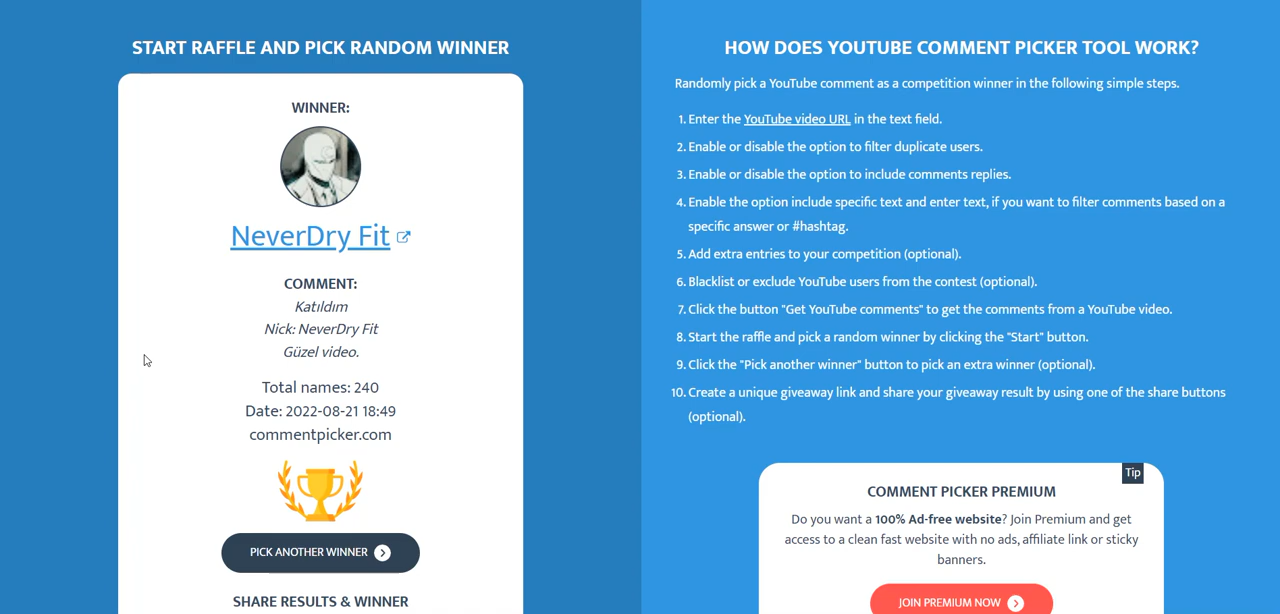 START RAFFLE AND PICK RANDOM WINNER
WINNER:
NeverDry Fit
COMMENT:
Katıldım
Nick: NeverDry Fit
Güzel video.
Total names: 240
Date: 2022-08-21 18:49
commentpicker.com
PICK ANOTHER WINNER
SHARE RESULTS & WINNER
HOW DOES YOUTUBE COMMENT PICKER TOOL WORK?
Randomly pick a YouTube comment as a competition winner in the following simple steps.
1. Enter the YouTube video URL in the text field.
2. Enable or disable the option to filter duplicate users.
3. Enable or disable the option to include comments replies.
4. Enable the option include specific text and enter text, if you want to filter comments based on a
specific answer or #hashtag.
5. Add extra entries to your competition (optional).
6. Blacklist or exclude YouTube users from the contest (optional).
7. Click the button "Get YouTube comments" to get the comments from a YouTube video.
8. Start the raffle and pick a random winner by clicking the "Start" button.
9. Click the "Pick another winner" button to pick an extra winner (optional).
10. Create a unique giveaway link and share your giveaway result by using one of the share buttons
(optional).
Tip
COMMENT PICKER PREMIUM
Do you want a 100% Ad-free website? Join Premium and get
access to a clean fast website with no ads, affiliate link or sticky
banners.
JOIN PREMIUM NOW